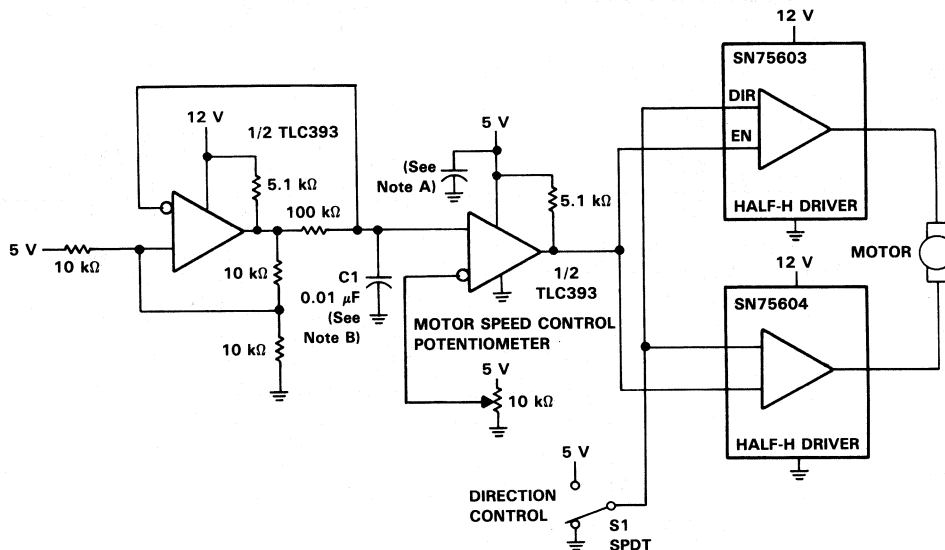 12 V
SN75603
DIR
EN
HALF-H DRIVER
12 V
1/2 TLC393
5.1 kΩ
100 kΩ
5 V
10 kΩ
10 kΩ
10 kΩ
C1
0.01 μF
(See
Note B)
5 V
(See
Note A)
5.1 kΩ
1/2
TLC393
MOTOR SPEED CONTROL
POTENTIOMETER
5 V
10 kΩ
MOTOR
12 V
SN75604
HALF-H DRIVER
5 V
DIRECTION
CONTROL
S1
SPDT